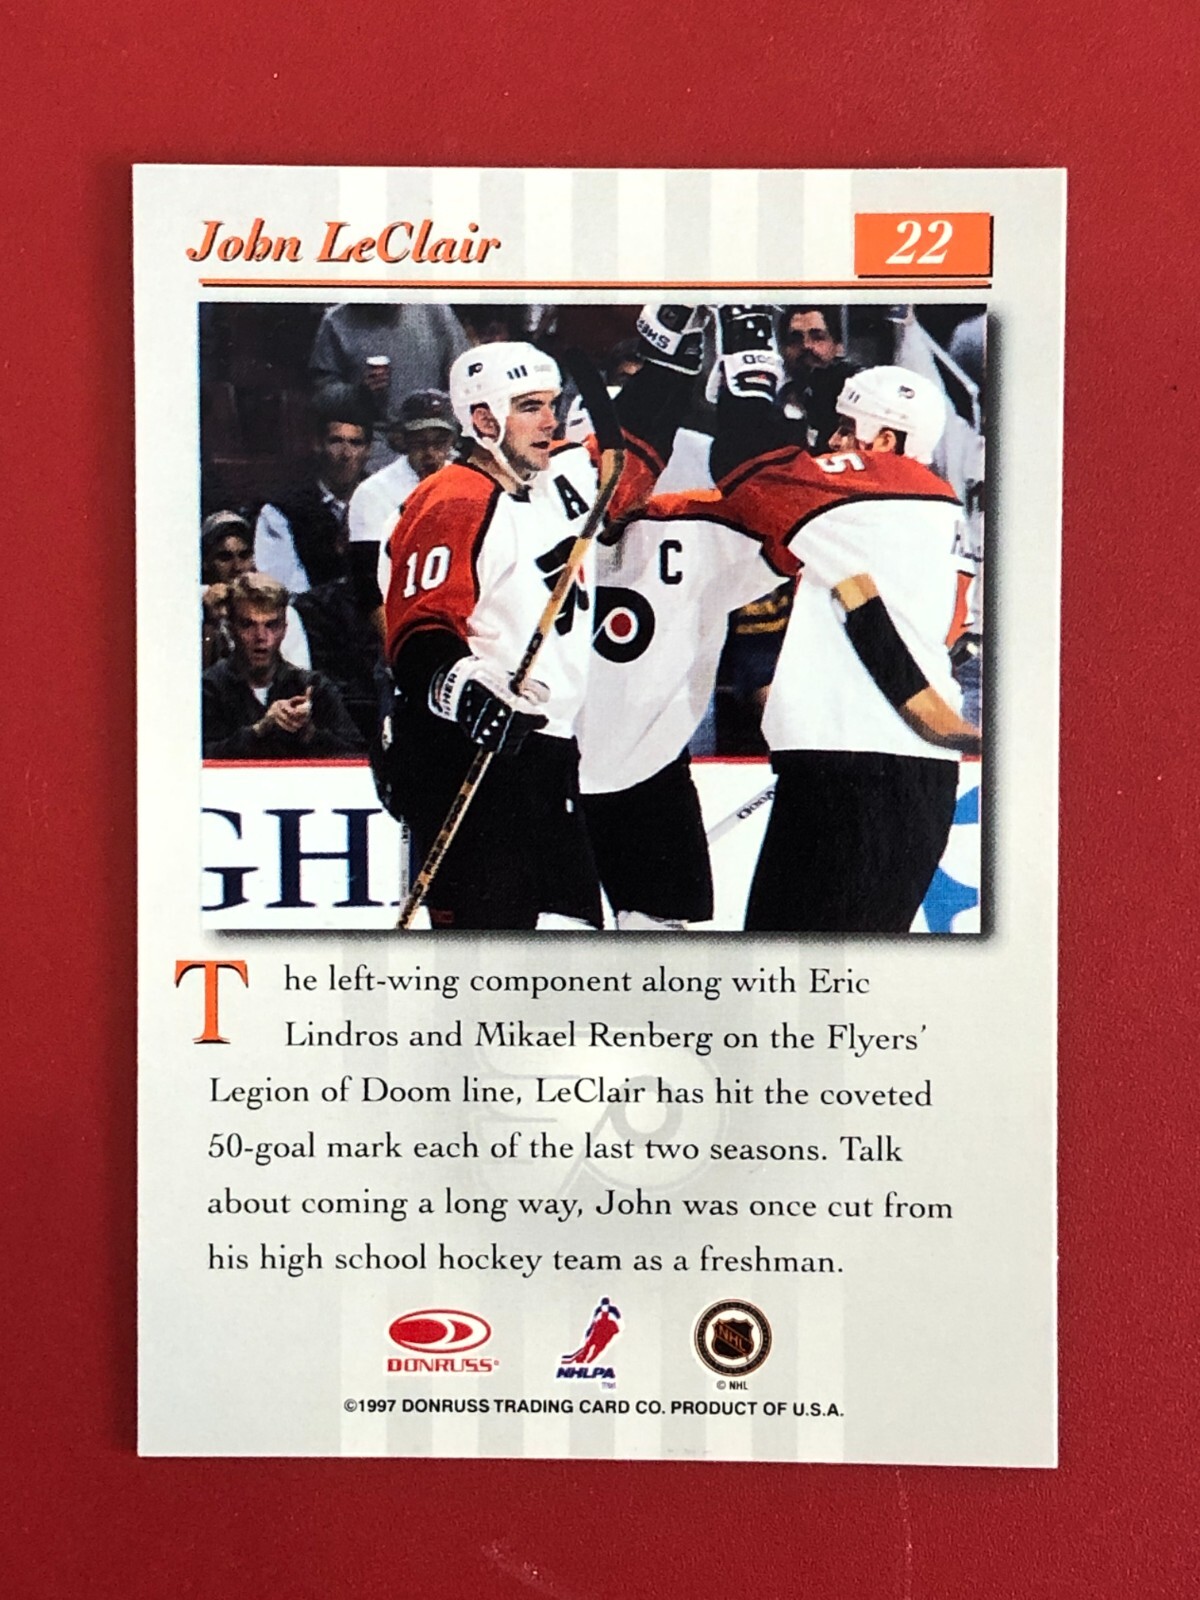 John LeClair
22
A
10
C
5
GH
The left-wing component along with Eric
Lindros and Mikael Renberg on the Flyers'
Legion of Doom line, LeClair has hit the coveted
50-goal mark each of the last two seasons. Talk
about coming a long way, John was once cut from
his high school hockey team as a freshman.
DONRUSS®
NHLPA
TM
NHL
© NHL
©1997 DONRUSS TRADING CARD CO. PRODUCT OF U.S.A.